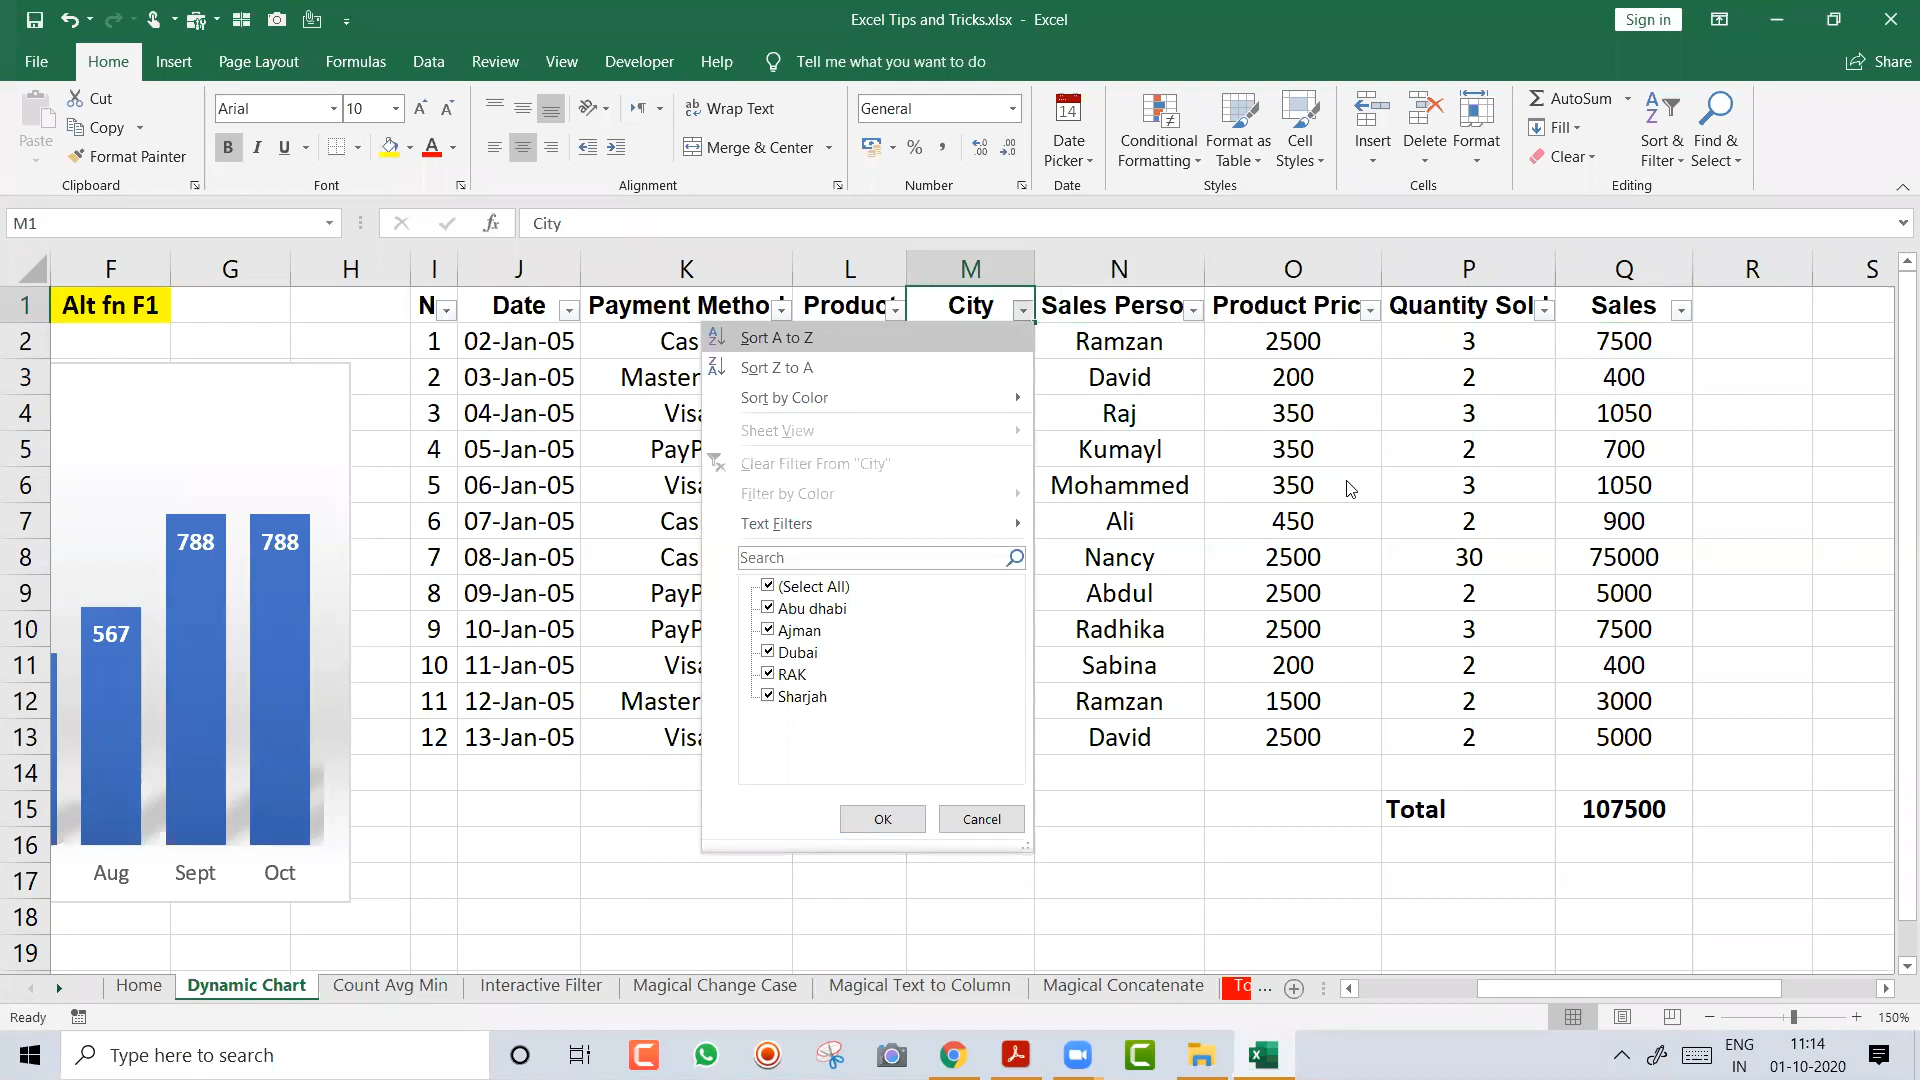 Excel Tips and Tricks.xlsx - Excel
Sign in
File Home Insert Page Layout Formulas Data Review View Developer Help Tell me what you want to do Share
Paste
Cut
Copy
Format Painter
Clipboard
Arial 10
B I U
Font
Wrap Text
Merge & Center
Alignment
General
Number
14
Date Picker
Date
Conditional Formatting
Format as Table
Cell Styles
Styles
Insert Delete Format
Cells
AutoSum
Fill
Clear
Sort & Filter
Find & Select
Editing
M1 fx City
F G H I J K L M N O P Q R S
1 Alt fn F1 N Date Payment Metho Produc City Sales Perso Product Pric Quantity Sol Sales
2 1 02-Jan-05 Cas Ramzan 2500 3 7500
3 2 03-Jan-05 Master David 200 2 400
4 3 04-Jan-05 Visa Raj 350 3 1050
5 4 05-Jan-05 PayP Kumayl 350 2 700
6 5 06-Jan-05 Visa Mohammed 350 3 1050
7 6 07-Jan-05 Cas Ali 450 2 900
8 7 08-Jan-05 Cas Nancy 2500 30 75000
9 8 09-Jan-05 PayP Abdul 2500 2 5000
10 9 10-Jan-05 PayP Radhika 2500 3 7500
11 10 11-Jan-05 Visa Sabina 200 2 400
12 11 12-Jan-05 Master Ramzan 1500 2 3000
13 12 13-Jan-05 Visa David 2500 2 5000
14
15 Total 107500
16
17
18
19
567 788 788
Aug Sept Oct
Sort A to Z
Sort Z to A
Sort by Color
Sheet View
Clear Filter From "City"
Filter by Color
Text Filters
Search
(Select All)
Abu dhabi
Ajman
Dubai
RAK
Sharjah
OK Cancel
Home Dynamic Chart Count Avg Min Interactive Filter Magical Change Case Magical Text to Column Magical Concatenate To ...
Ready 150%
Type here to search
ENG
IN
11:14
01-10-2020